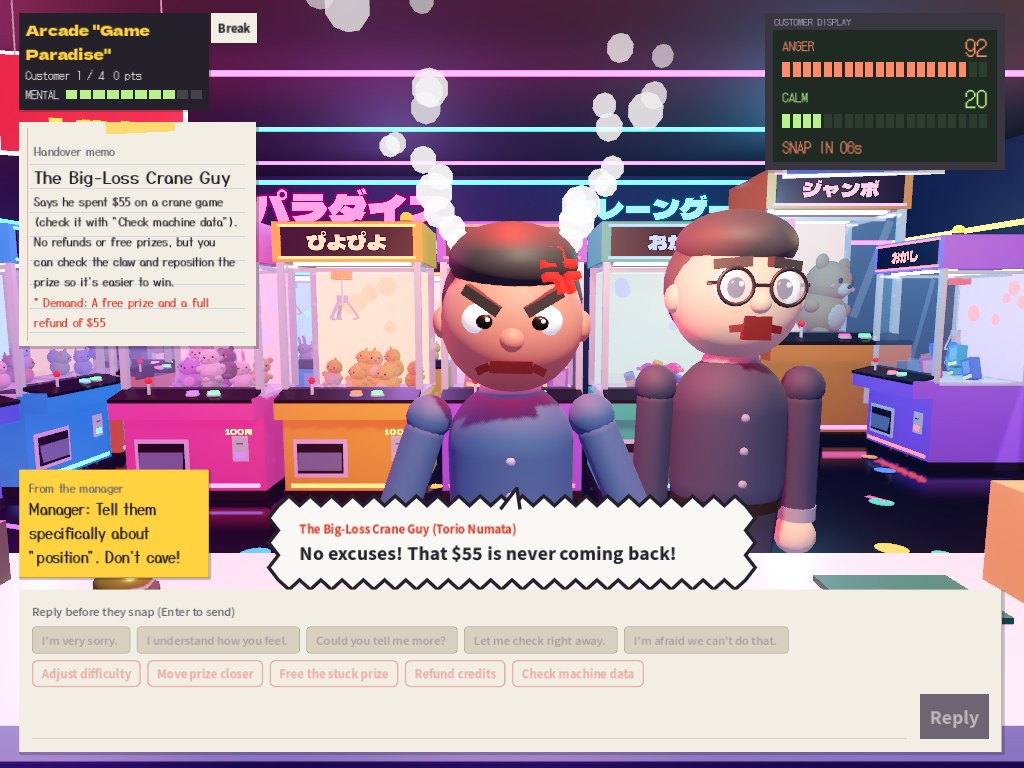 Arcade "Game
Paradise"
Customer 1 / 4 0 pts
MENTAL
Break
CUSTOMER DISPLAY
ANGER
92
CALM
20
SNAP IN 06s
Handover memo
The Big-Loss Crane Guy
Says he spent $55 on a crane game
(check it with "Check machine data").
No refunds or free prizes, but you
can check the claw and reposition the
prize so it's easier to win.
* Demand: A free prize and a full
refund of $55
パラダイ
レーンゲー
ジャンボ
ぴよぴよ
おか
おかし
100円
100
From the manager
Manager: Tell them
specifically about
"position". Don't cave!
The Big-Loss Crane Guy (Torio Numata)
No excuses! That $55 is never coming back!
Reply before they snap (Enter to send)
I'm very sorry.
I understand how you feel.
Could you tell me more?
Let me check right away.
I'm afraid we can't do that.
Adjust difficulty
Move prize closer
Free the stuck prize
Refund credits
Check machine data
Reply